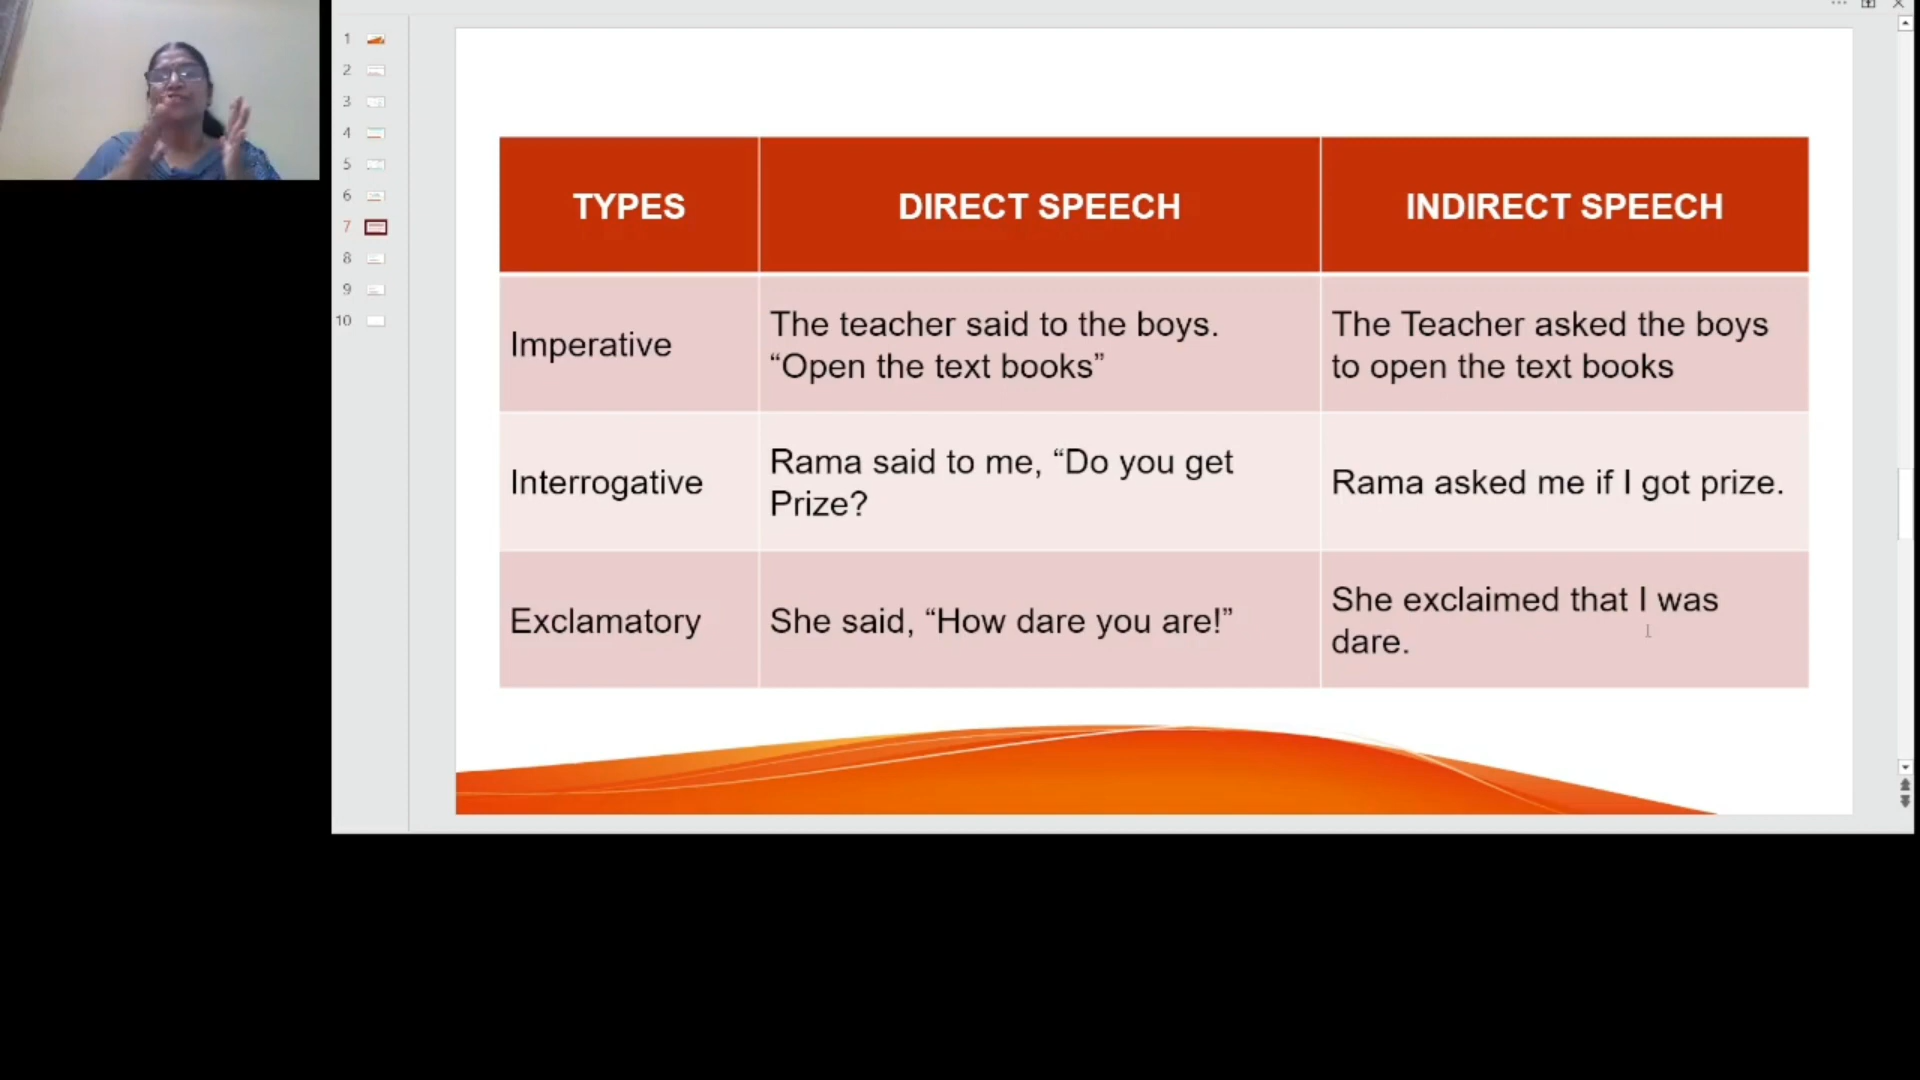 1
2
3
4
5
6
7
8
9
10
TYPES
DIRECT SPEECH
INDIRECT SPEECH
Imperative
The teacher said to the boys.
“Open the text books”
The Teacher asked the boys
to open the text books
Interrogative
Rama said to me, “Do you get
Prize?
Rama asked me if I got prize.
Exclamatory
She said, “How dare you are!”
She exclaimed that I was
dare.